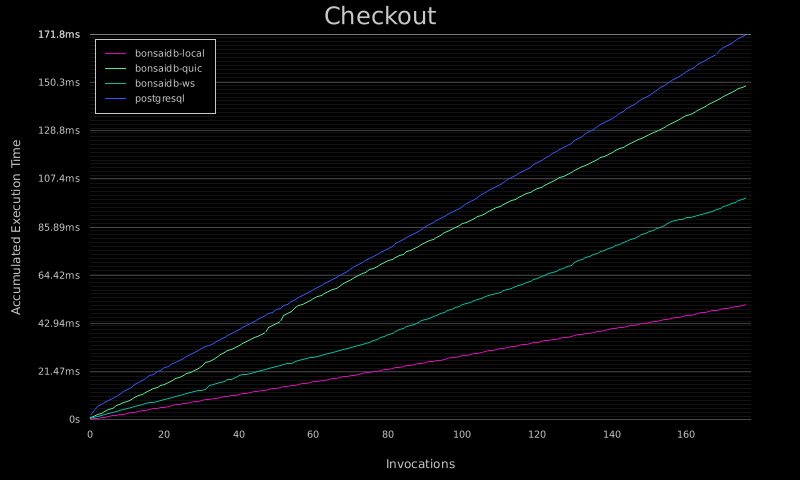 Checkout
171.8ms
150.3ms
128.8ms
107.4ms
85.89ms
64.42ms
42.94ms
21.47ms
0s
bonsaidb-local
bonsaidb-quic
bonsaidb-ws
postgresql
Accumulated Execution Time
0 20 40 60 80 100 120 140 160
Invocations